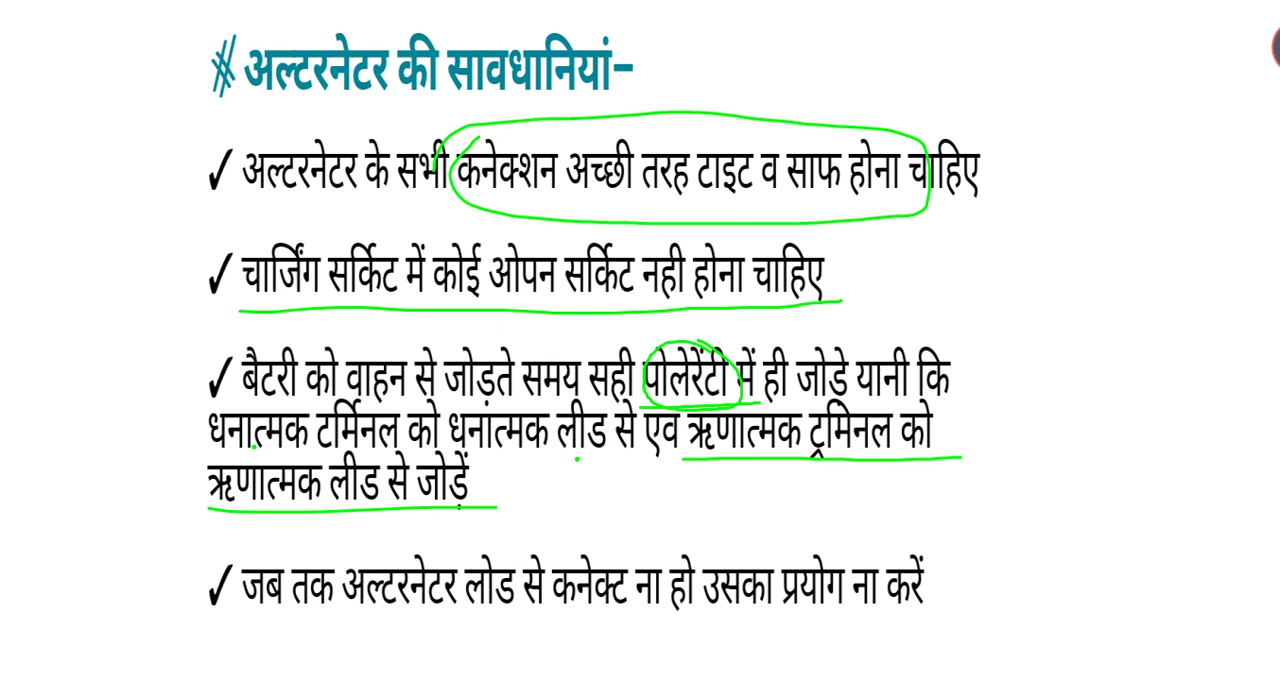 # अल्टरनेटर की सावधानियां-
✓ अल्टरनेटर के सभी कनेक्शन अच्छी तरह टाइट व साफ होना चाहिए
✓ चार्जिंग सर्किट में कोई ओपन सर्किट नही होना चाहिए
✓ बैटरी को वाहन से जोड़ते समय सही पोलेरेंटी में ही जोड़े यानी कि
धनात्मक टर्मिनल को धनांत्मक लीड से एव ऋणात्मक ट्रमिनल को
ऋणात्मक लीड से जोड़ें
✓ जब तक अल्टरनेटर लोड से कनेक्ट ना हो उसका प्रयोग ना करें